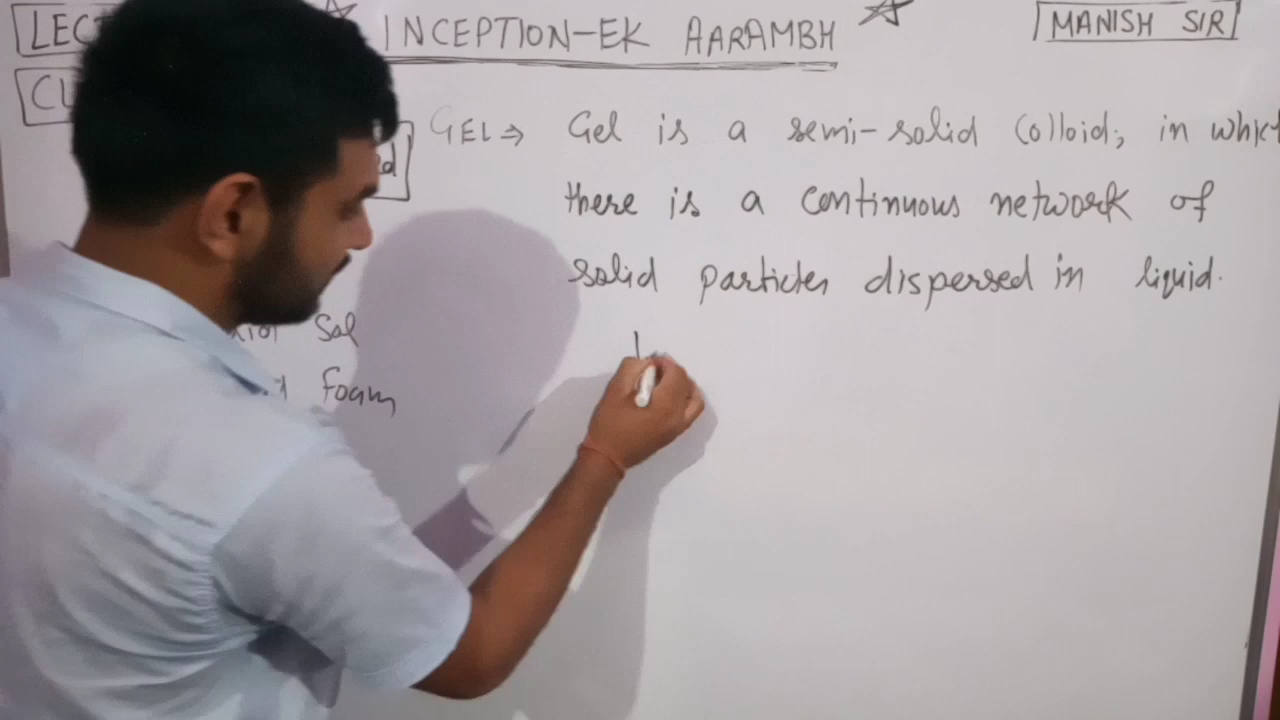 LEC INCEPTION-EK AARAMBH MANISH SIR
CL
GEL ⇒ Gel is a semi-solid Colloid, in which
there is a continuous network of
solid particles dispersed in liquid.
Sol
Foam